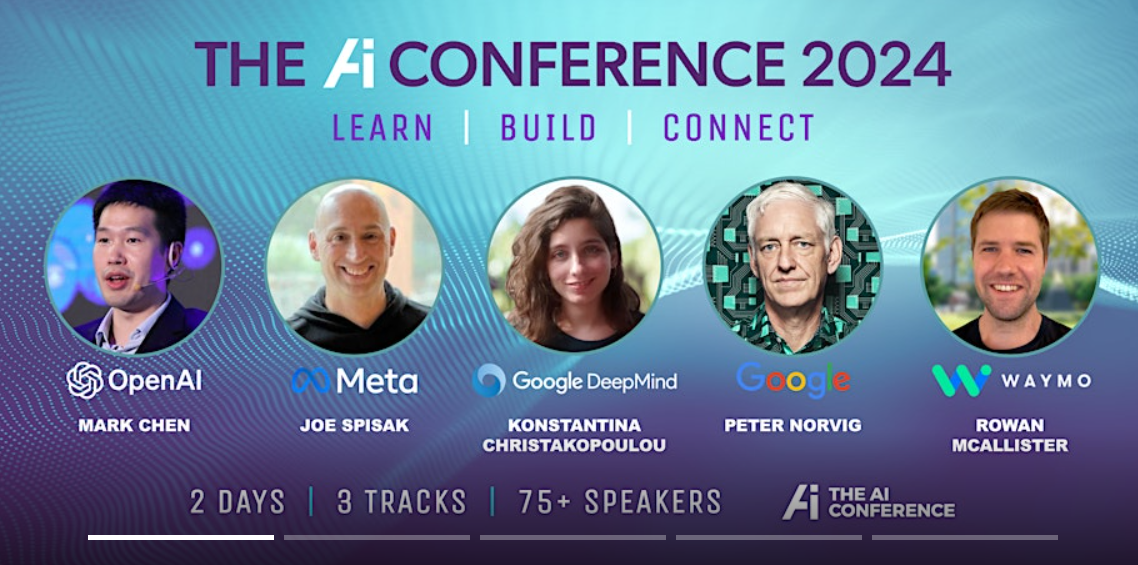 THE Ai CONFERENCE 2024
LEARN | BUILD | CONNECT
OpenAI
MARK CHEN
Meta
JOE SPISAK
Google DeepMind
KONSTANTINA
CHRISTAKOPOULOU
Google
PETER NORVIG
WAYMO
ROWAN
MCALLISTER
2 DAYS | 3 TRACKS | 75+ SPEAKERS
Ai THE AI
CONFERENCE